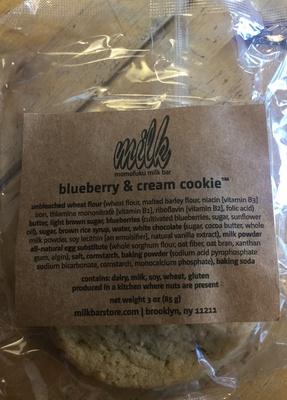 milk
momofuku milk bar
blueberry & cream cookie™
unbleached wheat flour (wheat flour, malted barley flour, niacin [vitamin B3]
iron, thiamine mononitrate [vitamin B1], riboflavin [vitamin B2], folic acid)
butter, light brown sugar, blueberries (cultivated blueberries, sugar, sunflower
oil), sugar, brown rice syrup, water, white chocolate (sugar, cocoa butter, whole
milk powder, soy lecithin [an emulsifier], natural vanilla extract), milk powder
all-natural egg substitute (whole sorghum flour, oat fiber, oat bran, xanthan
gum, algin), salt, cornstarch, baking powder (sodium acid pyrophosphate
sodium bicarbonate, cornstarch, monocalcium phosphate), baking soda
contains: dairy, milk, soy, wheat, gluten
produced in a kitchen where nuts are present
net weight 3 oz (85 g)
milkbarstore.com | brooklyn, ny 11211